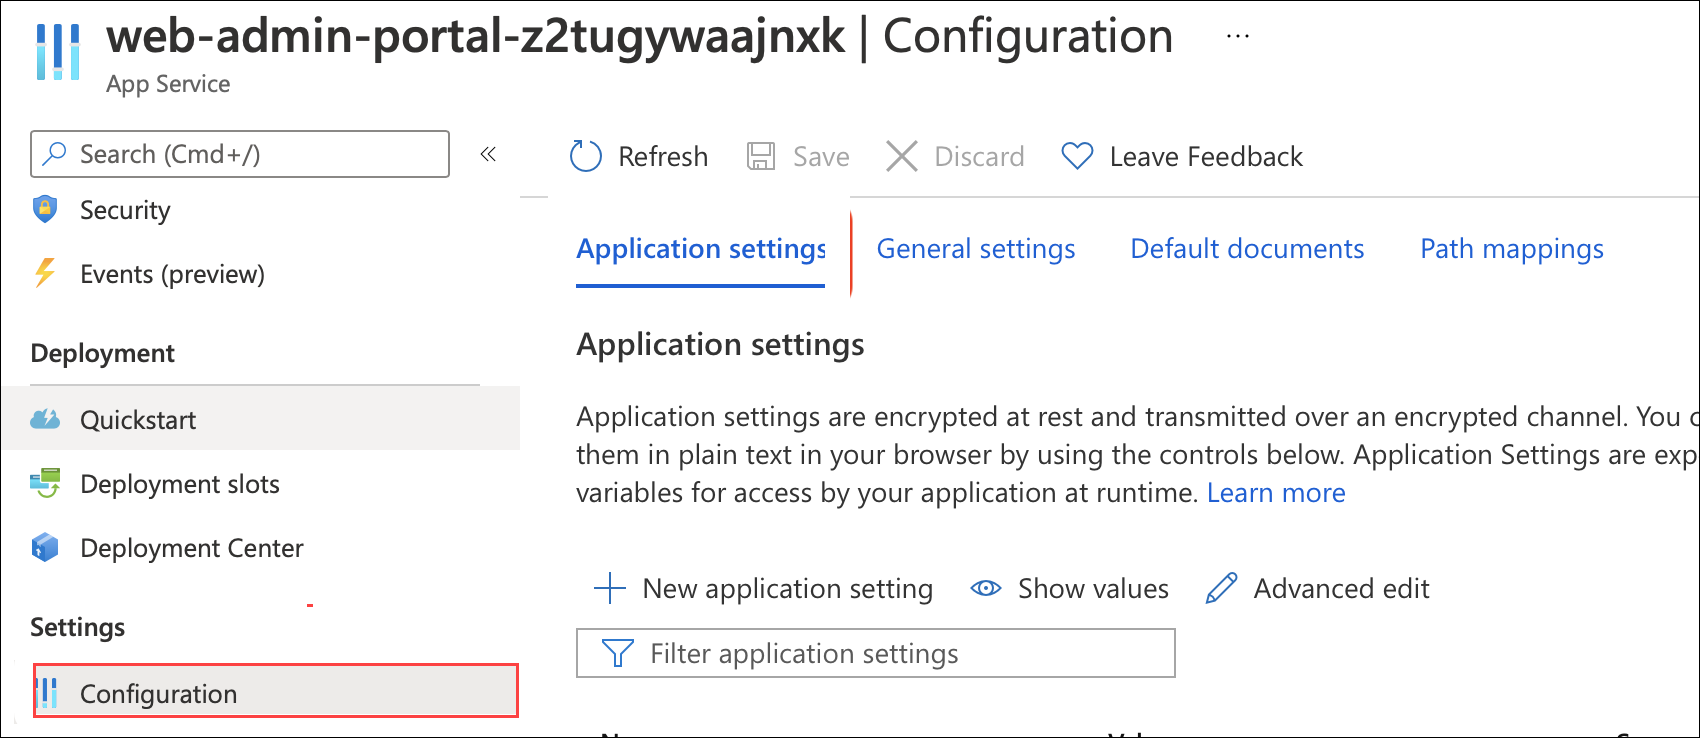 web-admin-portal-z2tugywaajnxk | Configuration ...
App Service
Search (Cmd+/)
«
Security
Events (preview)
Deployment
Quickstart
Deployment slots
Deployment Center
Settings
Configuration
Refresh Save Discard Leave Feedback
Application settings General settings Default documents Path mappings
Application settings
Application settings are encrypted at rest and transmitted over an encrypted channel. You
them in plain text in your browser by using the controls below. Application Settings are exp
variables for access by your application at runtime. Learn more
New application setting Show values Advanced edit
Filter application settings